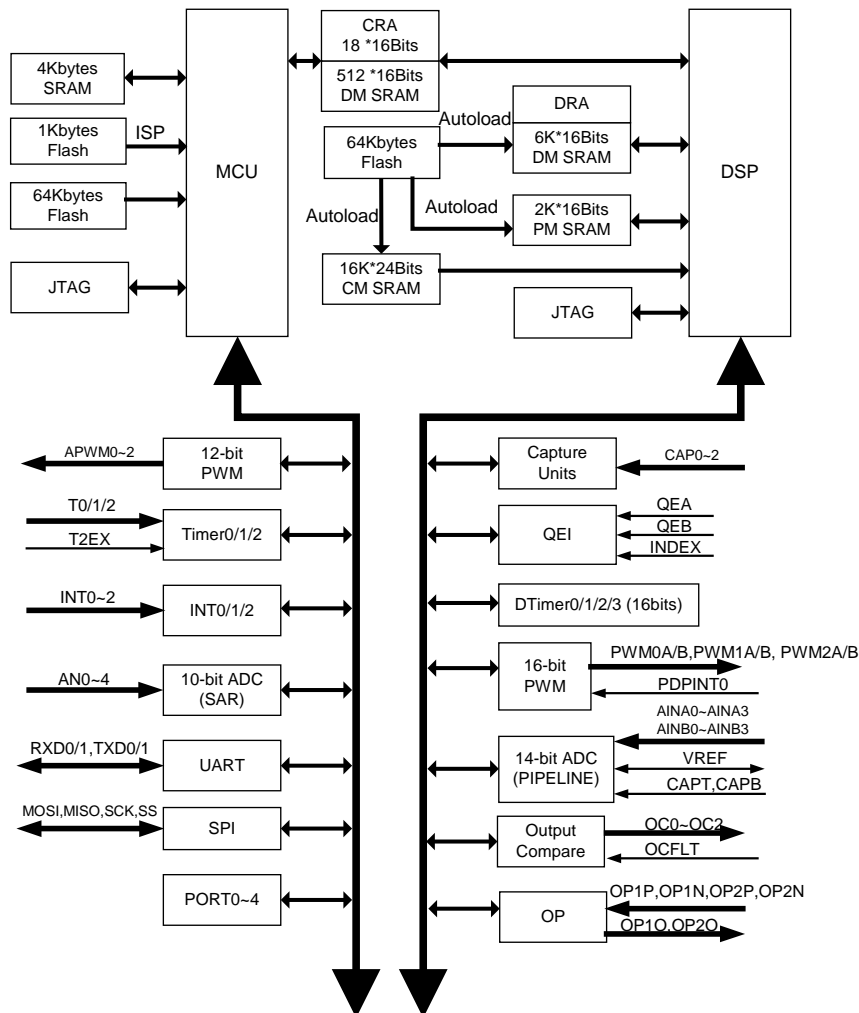 CRA
18 *16Bits
512 *16Bits
DM SRAM
4Kbytes
SRAM
1Kbytes
Flash
ISP
64Kbytes
Flash
JTAG
MCU
64Kbytes
Flash
Autoload
Autoload
Autoload
DRA
6K*16Bits
DM SRAM
2K*16Bits
PM SRAM
16K*24Bits
CM SRAM
JTAG
DSP
APWM0~2
12-bit
PWM
T0/1/2
T2EX
Timer0/1/2
INT0~2
INT0/1/2
AN0~4
10-bit ADC
(SAR)
RXD0/1,TXD0/1
UART
MOSI,MISO,SCK,SS
SPI
PORT0~4
Capture
Units
CAP0~2
QEI
QEA
QEB
INDEX
DTimer0/1/2/3 (16bits)
16-bit
PWM
PWM0A/B,PWM1A/B, PWM2A/B
PDPINT0
14-bit ADC
(PIPELINE)
AINA0~AINA3
AINB0~AINB3
VREF
CAPT,CAPB
Output
Compare
OC0~OC2
OCFLT
OP
OP1P,OP1N,OP2P,OP2N
OP1O,OP2O